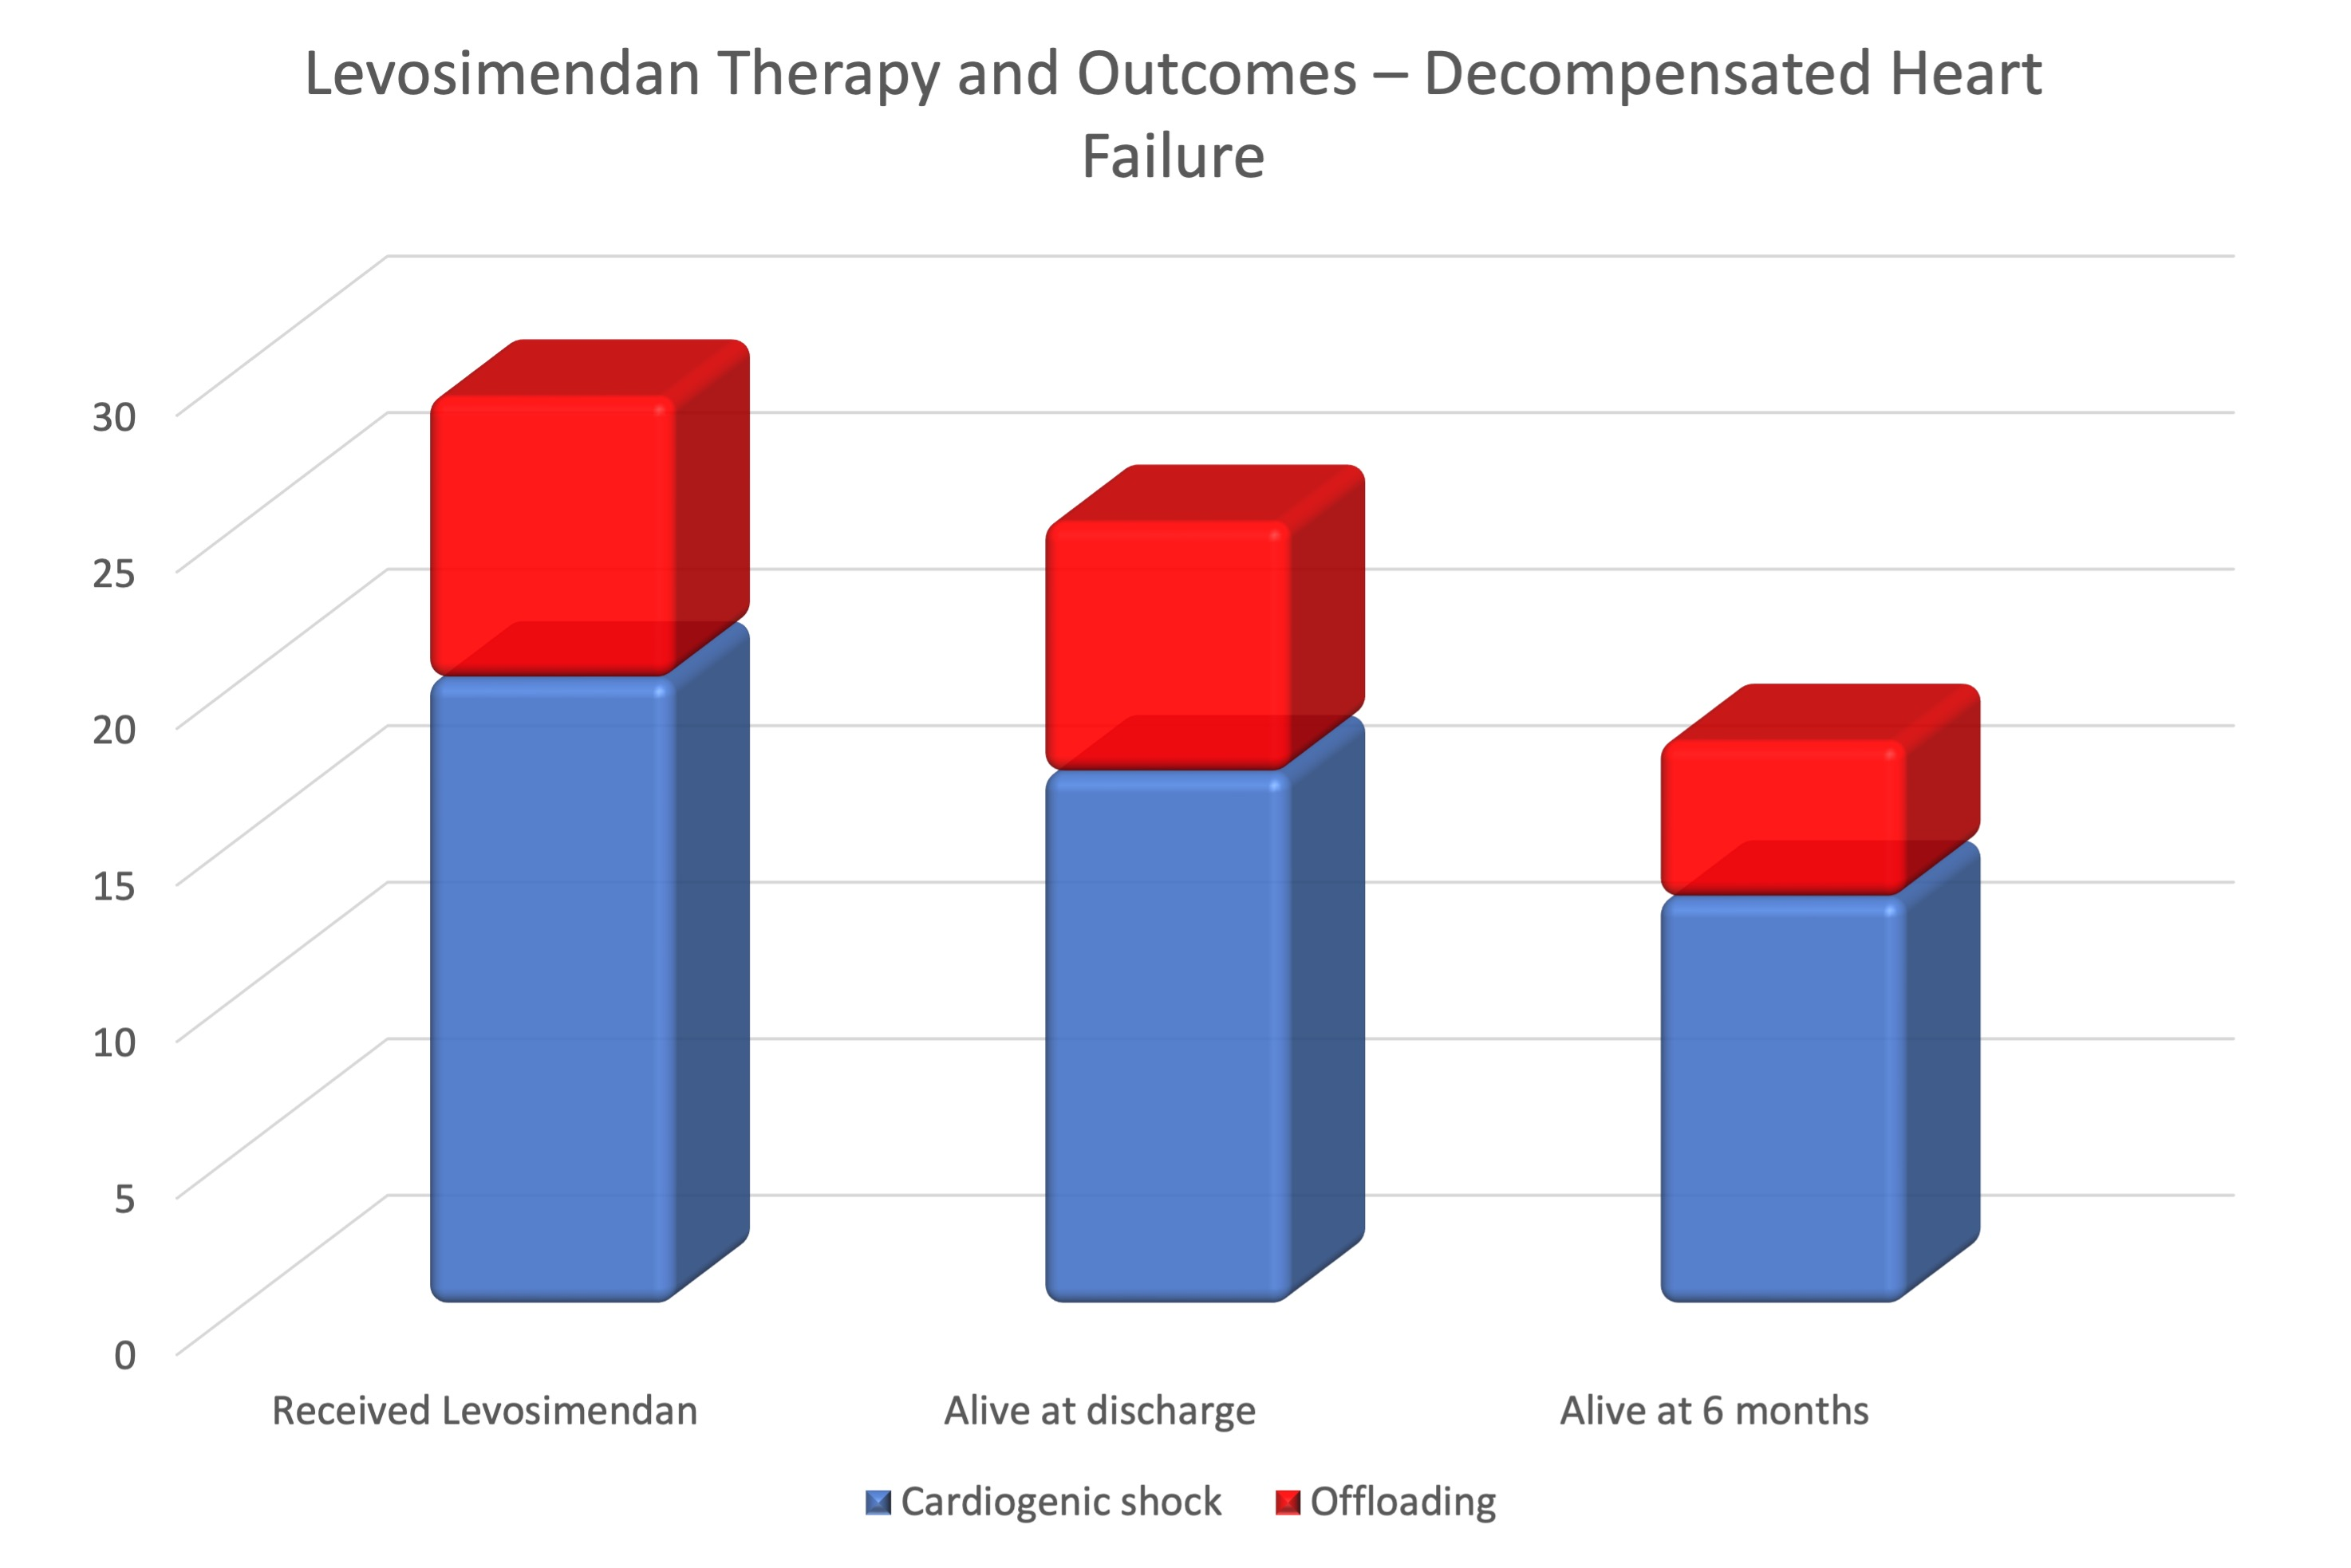 Levosimendan Therapy and Outcomes – Decompensated Heart
Failure
30
25
20
15
10
5
0
Received Levosimendan
Alive at discharge
Alive at 6 months
Cardiogenic shock
Offloading